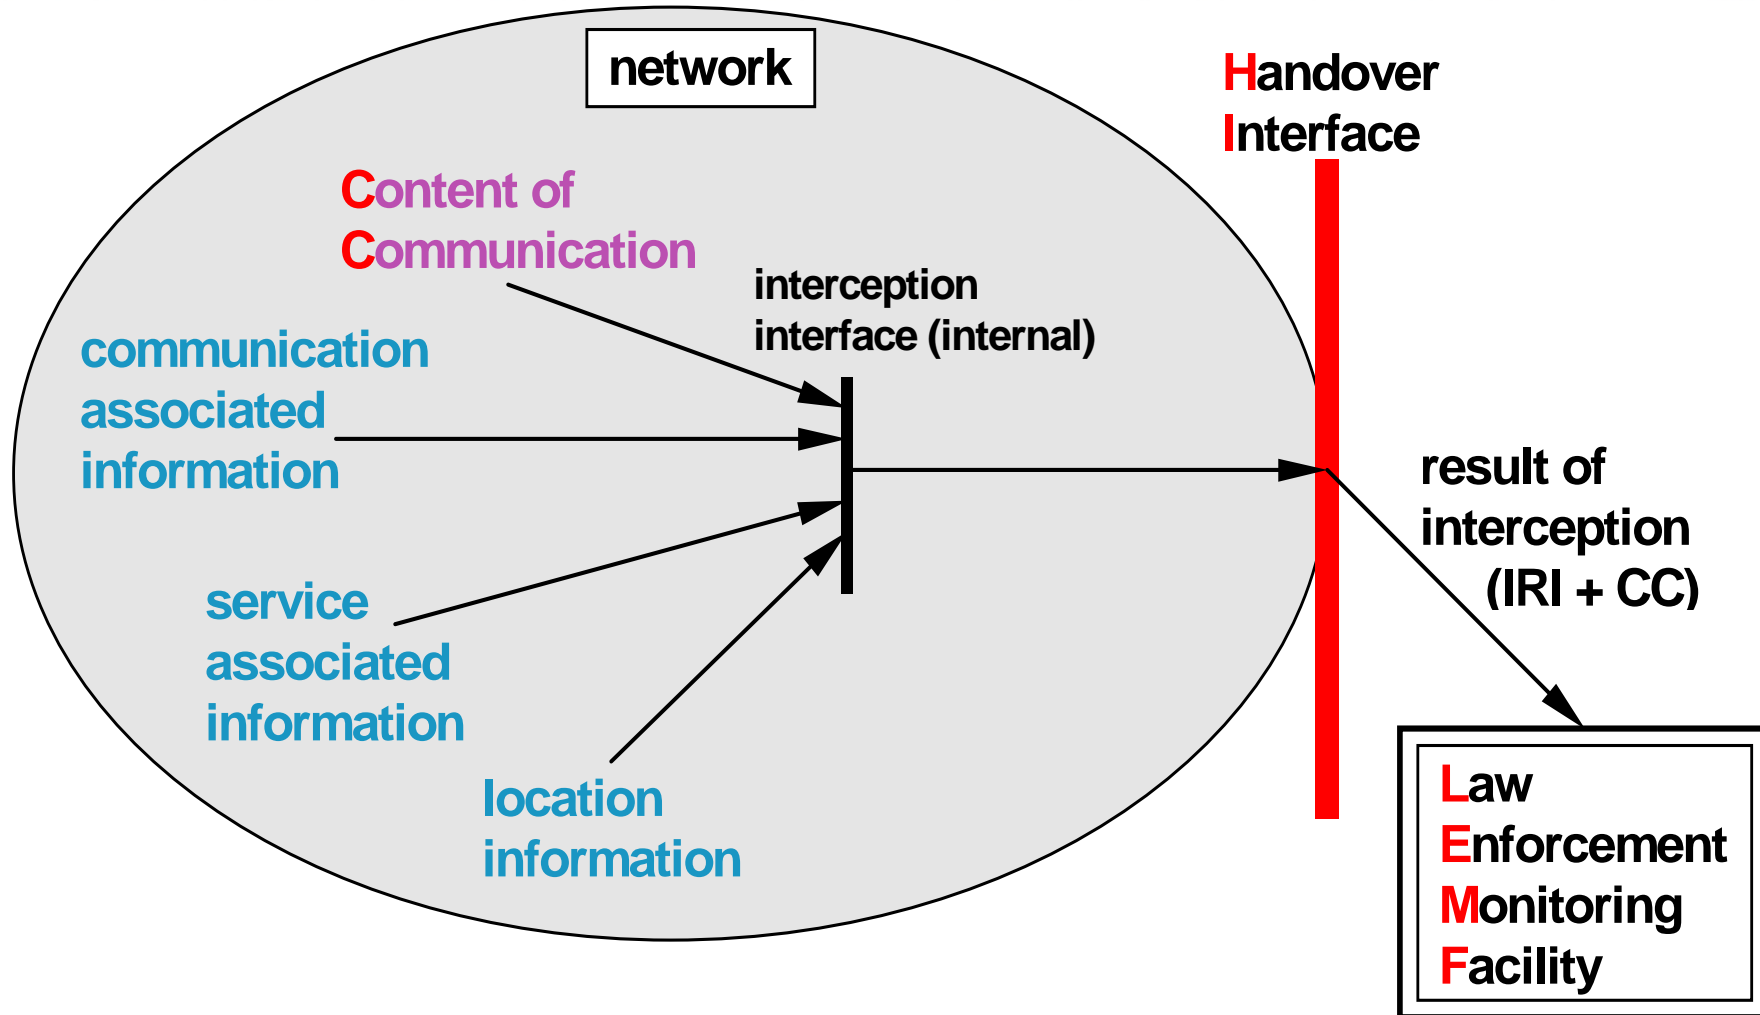 network
Handover
Interface
Content of
Communication
interception
interface (internal)
communication
associated
information
result of
interception
(IRI + CC)
service
associated
information
location
information
Law
Enforcement
Monitoring
Facility